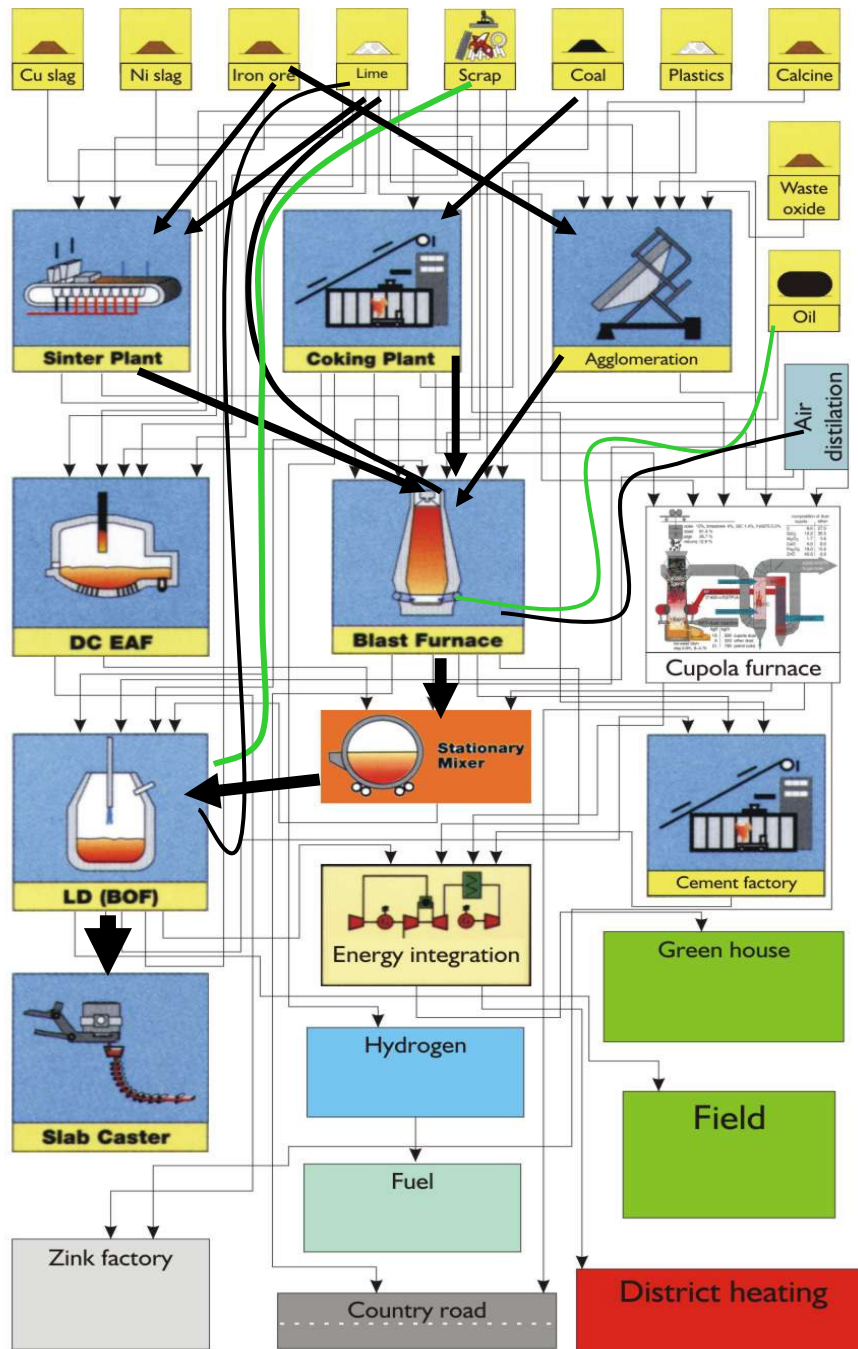 Cu slag
Ni slag
Iron ore
Lime
Scrap
Coal
Plastics
Calcine
Waste
oxide
Sinter Plant
Coking Plant
Agglomeration
Oil
Air
distilation
DC EAF
Blast Furnace
Cupola furnace
Stationary
Mixer
LD (BOF)
Cement factory
Energy integration
Green house
Slab Caster
Hydrogen
Field
Fuel
Zink factory
Country road
District heating